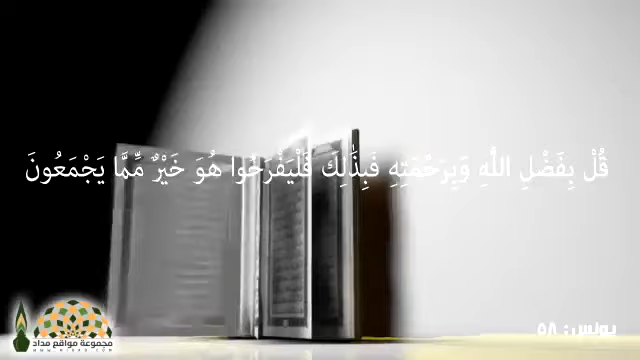 قُلْ بِفَضْلِ اللَّهِ وَبِرَحْمَتِهِ فَبِذَٰلِكَ فَلْيَفْرَحُوا هُوَ خَيْرٌ مِّمَّا يَجْمَعُونَ
يونس: ٥٨
مجموعة مواقع مداد